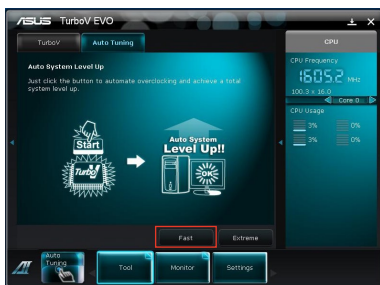 ASUS TurboV EVO
TurboV
Auto Tuning
CPU
Auto System Level Up
Just click the button to automate overclocking and achieve a total
system level up.
CPU Frequency
1605.2 MHz
100.3 × 16.0
Core 0
CPU Usage
3% 0%
3% 0%
Start
Turbo
Auto System
Level Up!!
OK
Fast
Extreme
Auto
Tuning
Tool
Monitor
Settings